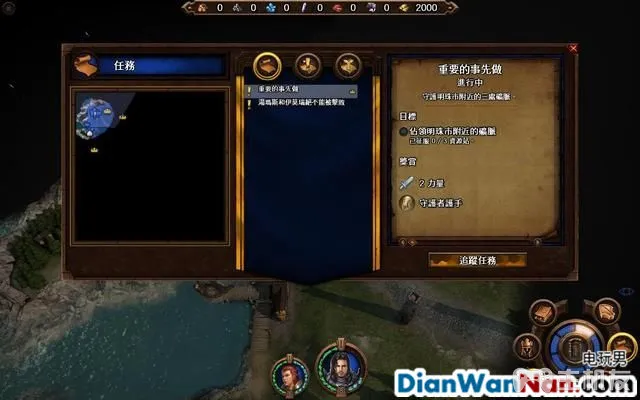 0 0 0 0 0 0 0 2000
任務
重要的事先做
湯瑪斯和伊莫瑞絕不能被擊敗
重要的事先做
進行中
守護明珠市附近的三處礦脈。
目標
佔領明珠市附近的礦脈
已征服 0 / 3 資源站。
獎賞
2 力量
守護者護手
追蹤任務
电玩男
DianWanNan.com